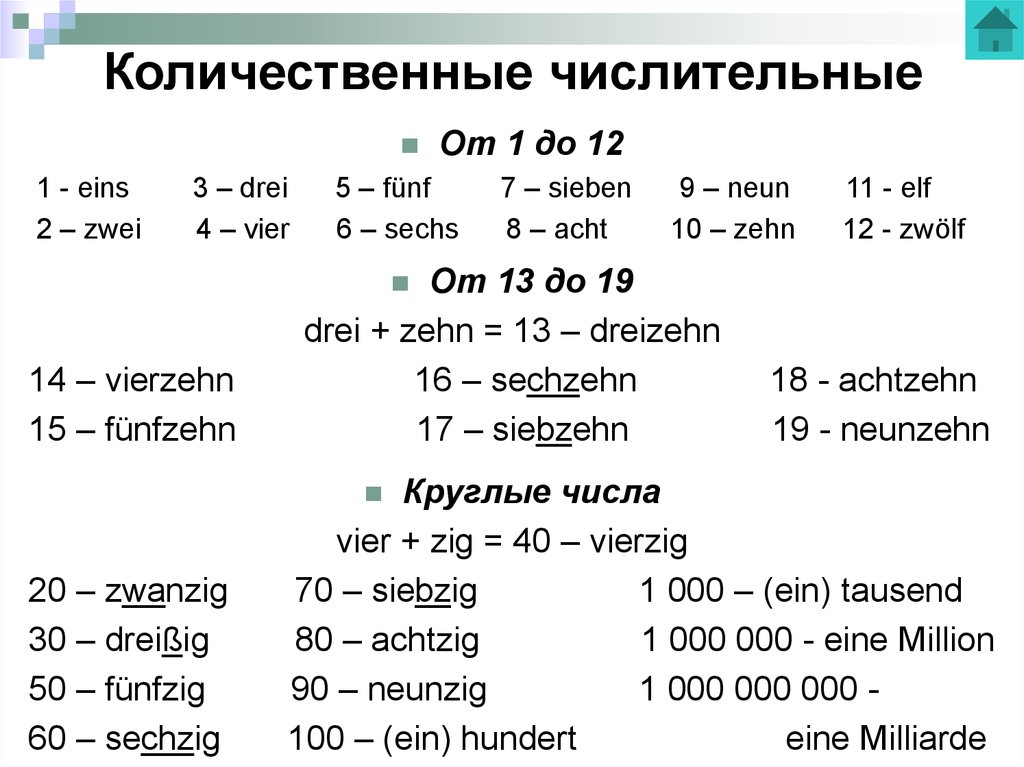 Количественные числительные
От 1 до 12
1 - eins 3 – drei 5 – fünf 7 – sieben 9 – neun 11 - elf
2 – zwei 4 – vier 6 – sechs 8 – acht 10 – zehn 12 - zwölf
От 13 до 19
drei + zehn = 13 – dreizehn
14 – vierzehn 16 – sechzehn 18 - achtzehn
15 – fünfzehn 17 – siebzehn 19 - neunzehn
Круглые числа
vier + zig = 40 – vierzig
20 – zwanzig 70 – siebzig 1 000 – (ein) tausend
30 – dreißig 80 – achtzig 1 000 000 - eine Million
50 – fünfzig 90 – neunzig 1 000 000 000 -
60 – sechzig 100 – (ein) hundert eine Milliarde